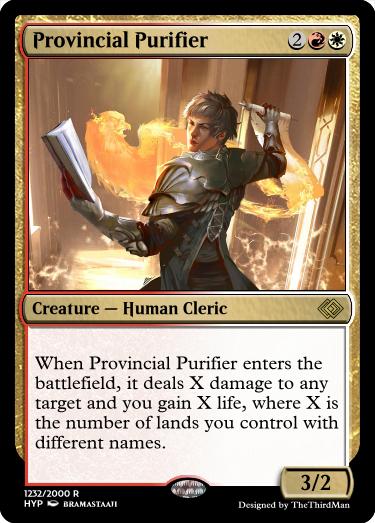 Provincial Purifier 2
Creature — Human Cleric
When Provincial Purifier enters the
battlefield, it deals X damage to any
target and you gain X life, where X is
the number of lands you control with
different names.
3/2
1232/2000 R
HYP BRAMASTAAJI
Designed by TheThirdMan